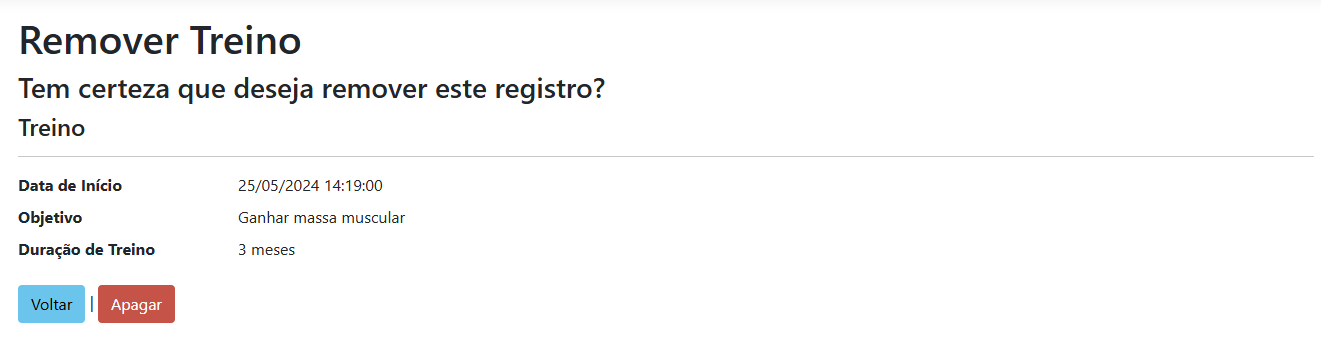 Remover Treino
Tem certeza que deseja remover este registro?
Treino
Data de Início 25/05/2024 14:19:00
Objetivo Ganhar massa muscular
Duração de Treino 3 meses
Voltar | Apagar